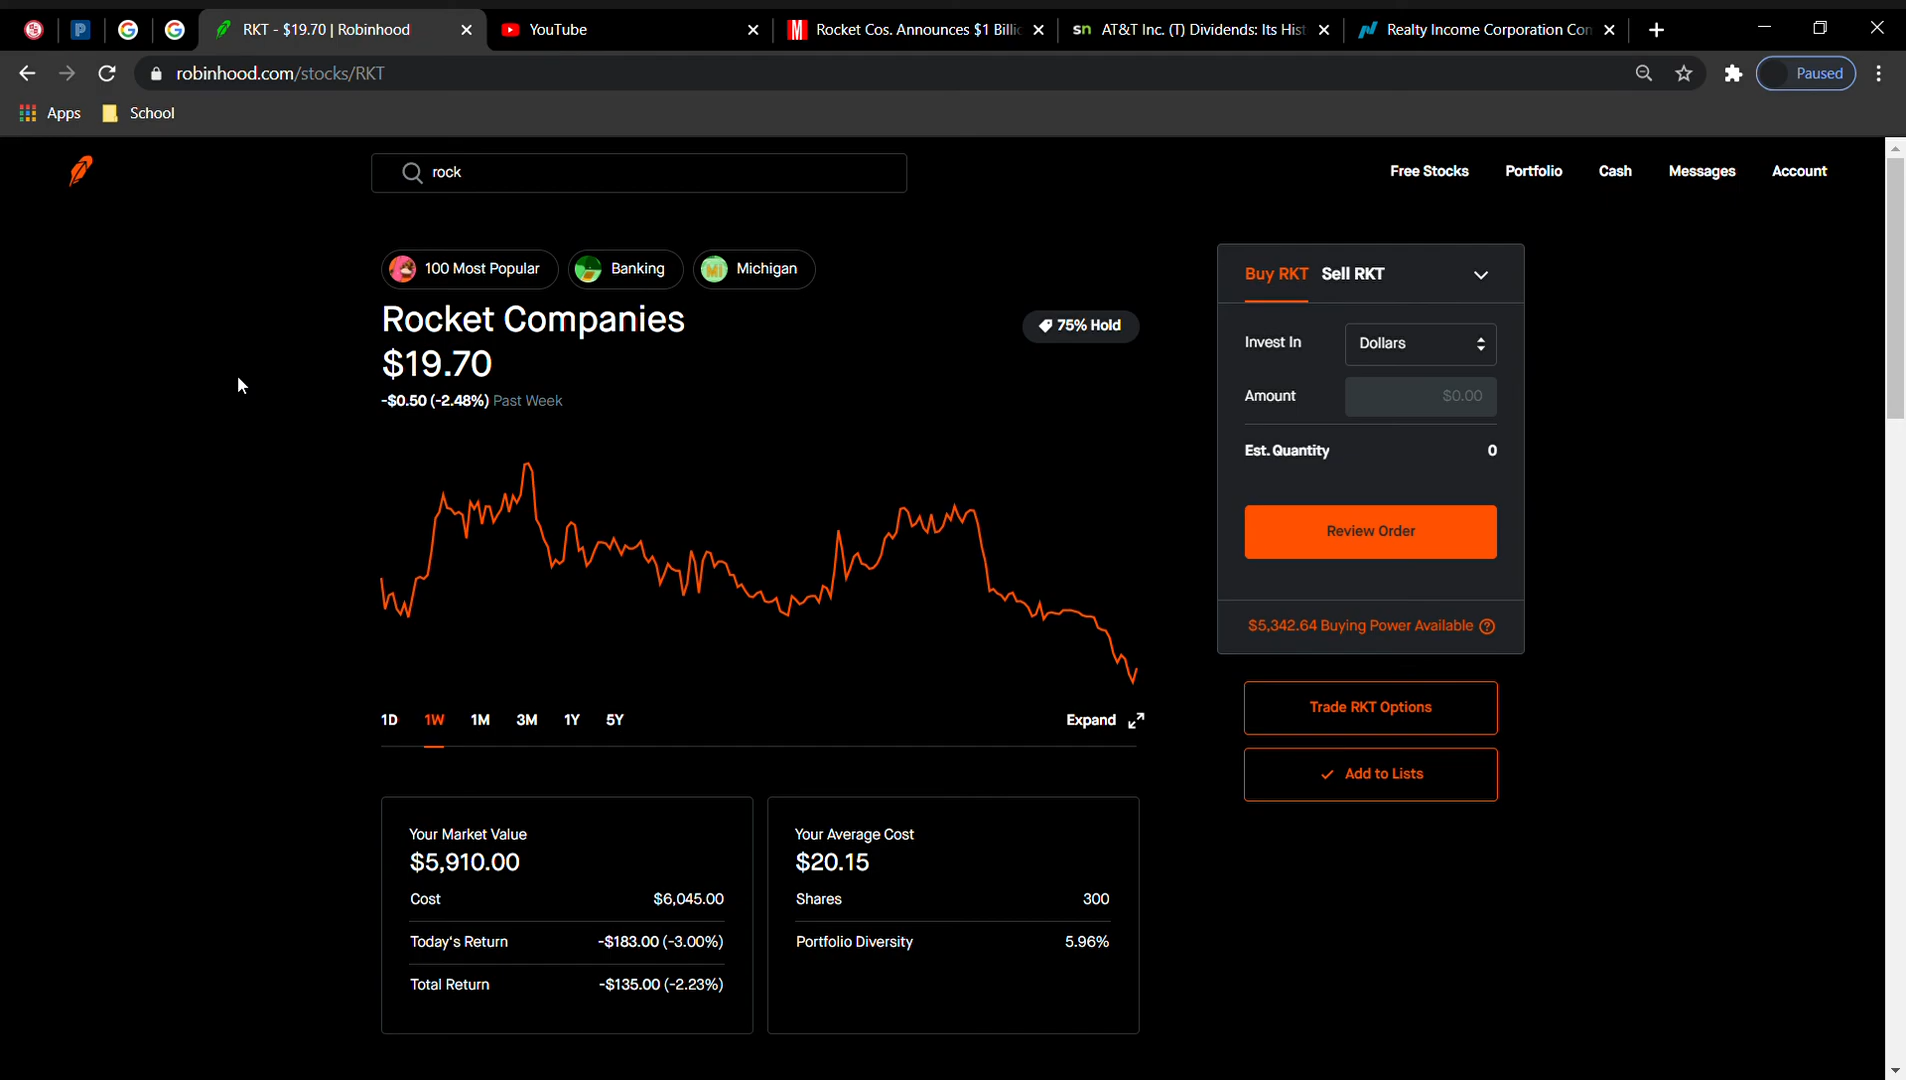 RKT - $19.70 | Robinhood
YouTube
Rocket Cos. Announces $1 Billi
AT&T Inc. (T) Dividends: Its Hist
Realty Income Corporation Con
robinhood.com/stocks/RKT
Paused
Apps
School
rock
Free Stocks
Portfolio
Cash
Messages
Account
100 Most Popular
Banking
MI
Michigan
Rocket Companies
$19.70
-$0.50 (-2.48%) Past Week
75% Hold
1D
1W
1M
3M
1Y
5Y
Expand
Buy RKT
Sell RKT
Invest In
Dollars
Amount
$0.00
Est. Quantity
0
Review Order
$5,342.64 Buying Power Available
Trade RKT Options
Add to Lists
Your Market Value
$5,910.00
Cost
$6,045.00
Today's Return
-$183.00 (-3.00%)
Total Return
-$135.00 (-2.23%)
Your Average Cost
$20.15
Shares
300
Portfolio Diversity
5.96%